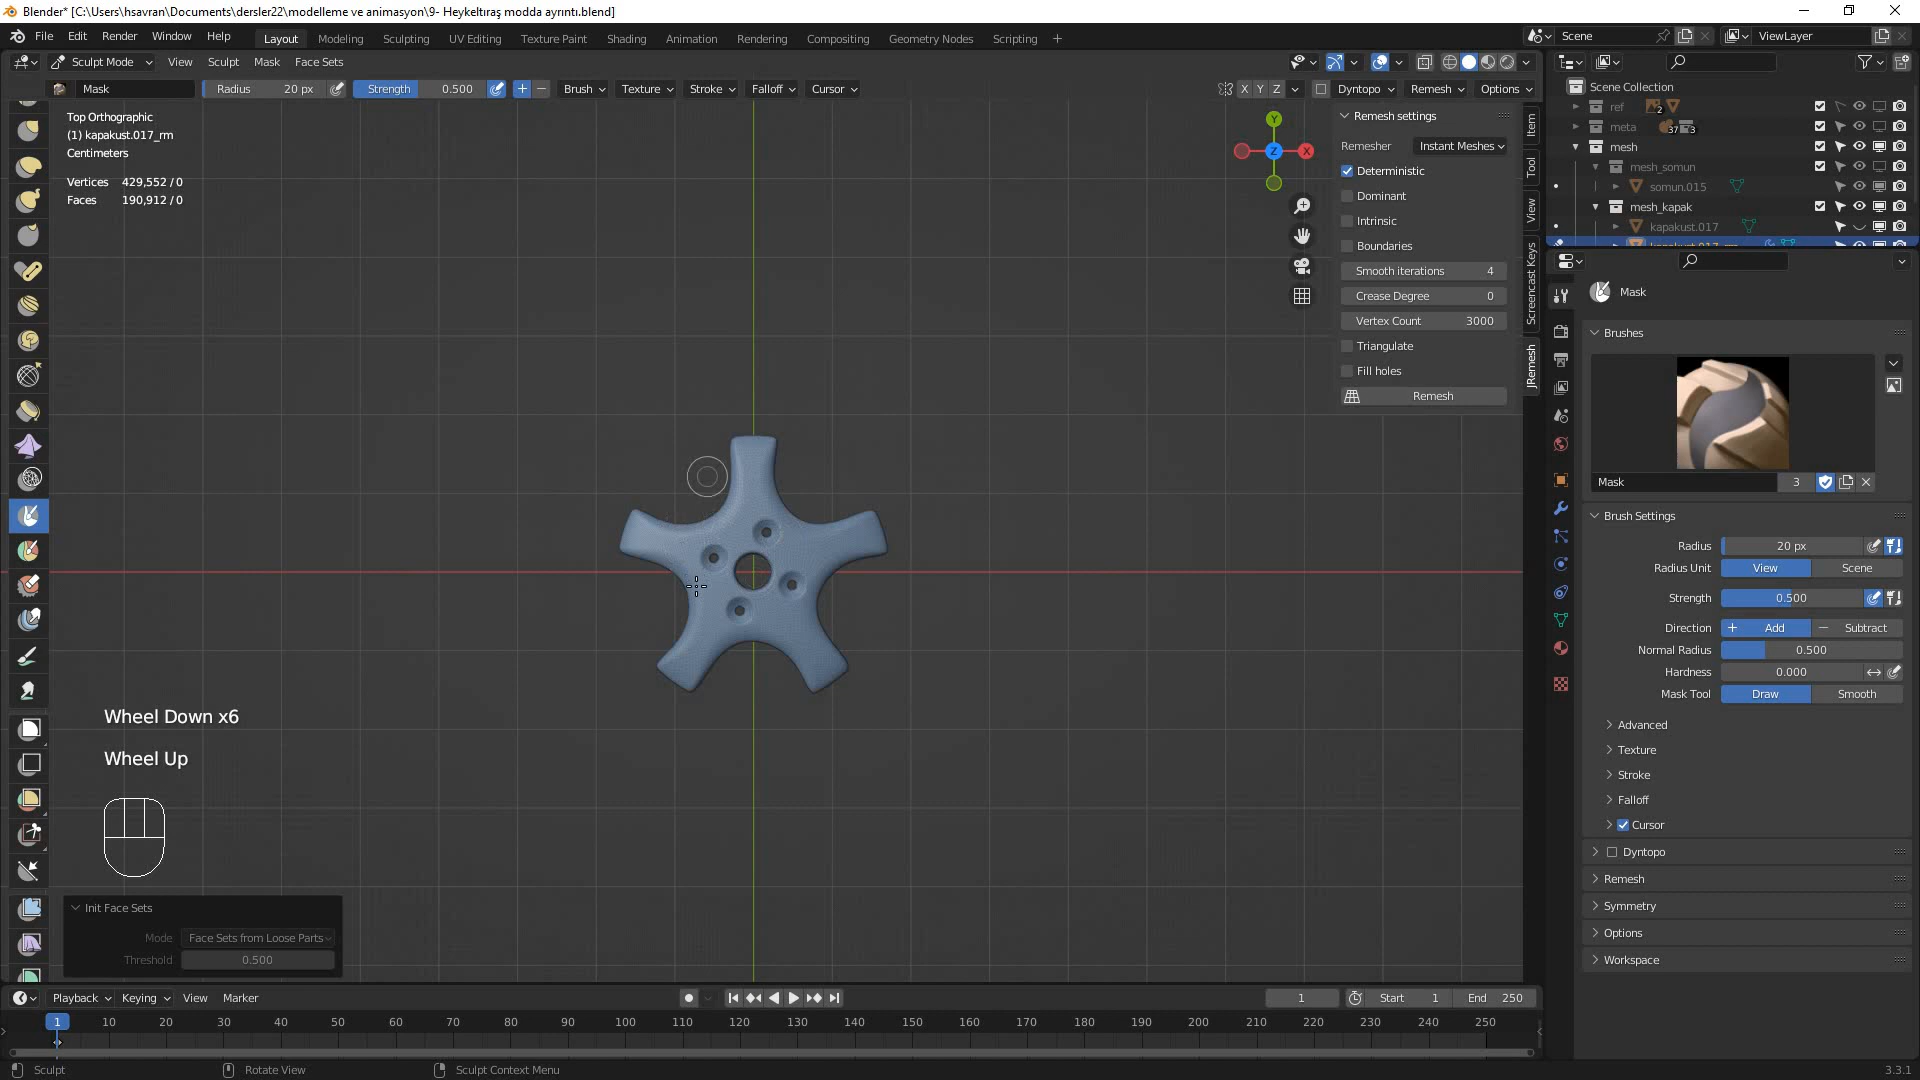 Blender* [C:\Users\hsavran\Documents\dersler22\modelleme ve animasyon\9- Heykeltıraş modda ayrıntı.blend]
File Edit Render Window Help Layout Modeling Sculpting UV Editing Texture Paint Shading Animation Rendering Compositing Geometry Nodes Scripting + Scene ViewLayer
Sculpt Mode View Sculpt Mask Face Sets
Mask Radius 20 px Strength 0.500 Brush Texture Stroke Falloff Cursor X Y Z Dyntopo Remesh Options
Top Orthographic
(1) kapakust.017_rm
Centimeters
Vertices 429,552 / 0
Faces 190,912 / 0
Y
Z
X
Remesh settings
Remesher Instant Meshes
Deterministic
Dominant
Intrinsic
Boundaries
Smooth iterations 4
Crease Degree 0
Vertex Count 3000
Triangulate
Fill holes
Remesh
Item
Tool
View
Screencast Keys
JRemesh
Scene Collection
ref 2
meta 37 3
mesh
mesh_somun
somun.015
mesh_kapak
kapakust.017
Mask
Brushes
Mask 3
Brush Settings
Radius 20 px
Radius Unit View Scene
Strength 0.500
Direction + Add − Subtract
Normal Radius 0.500
Hardness 0.000
Mask Tool Draw Smooth
Advanced
Texture
Stroke
Falloff
Cursor
Dyntopo
Remesh
Symmetry
Options
Workspace
Wheel Down x6
Wheel Up
Init Face Sets
Mode Face Sets from Loose Parts
Threshold 0.500
Playback Keying View Marker 1 Start 1 End 250
1 10 20 30 40 50 60 70 80 90 100 110 120 130 140 150 160 170 180 190 200 210 220 230 240 250
Sculpt Rotate View Sculpt Context Menu 3.3.1